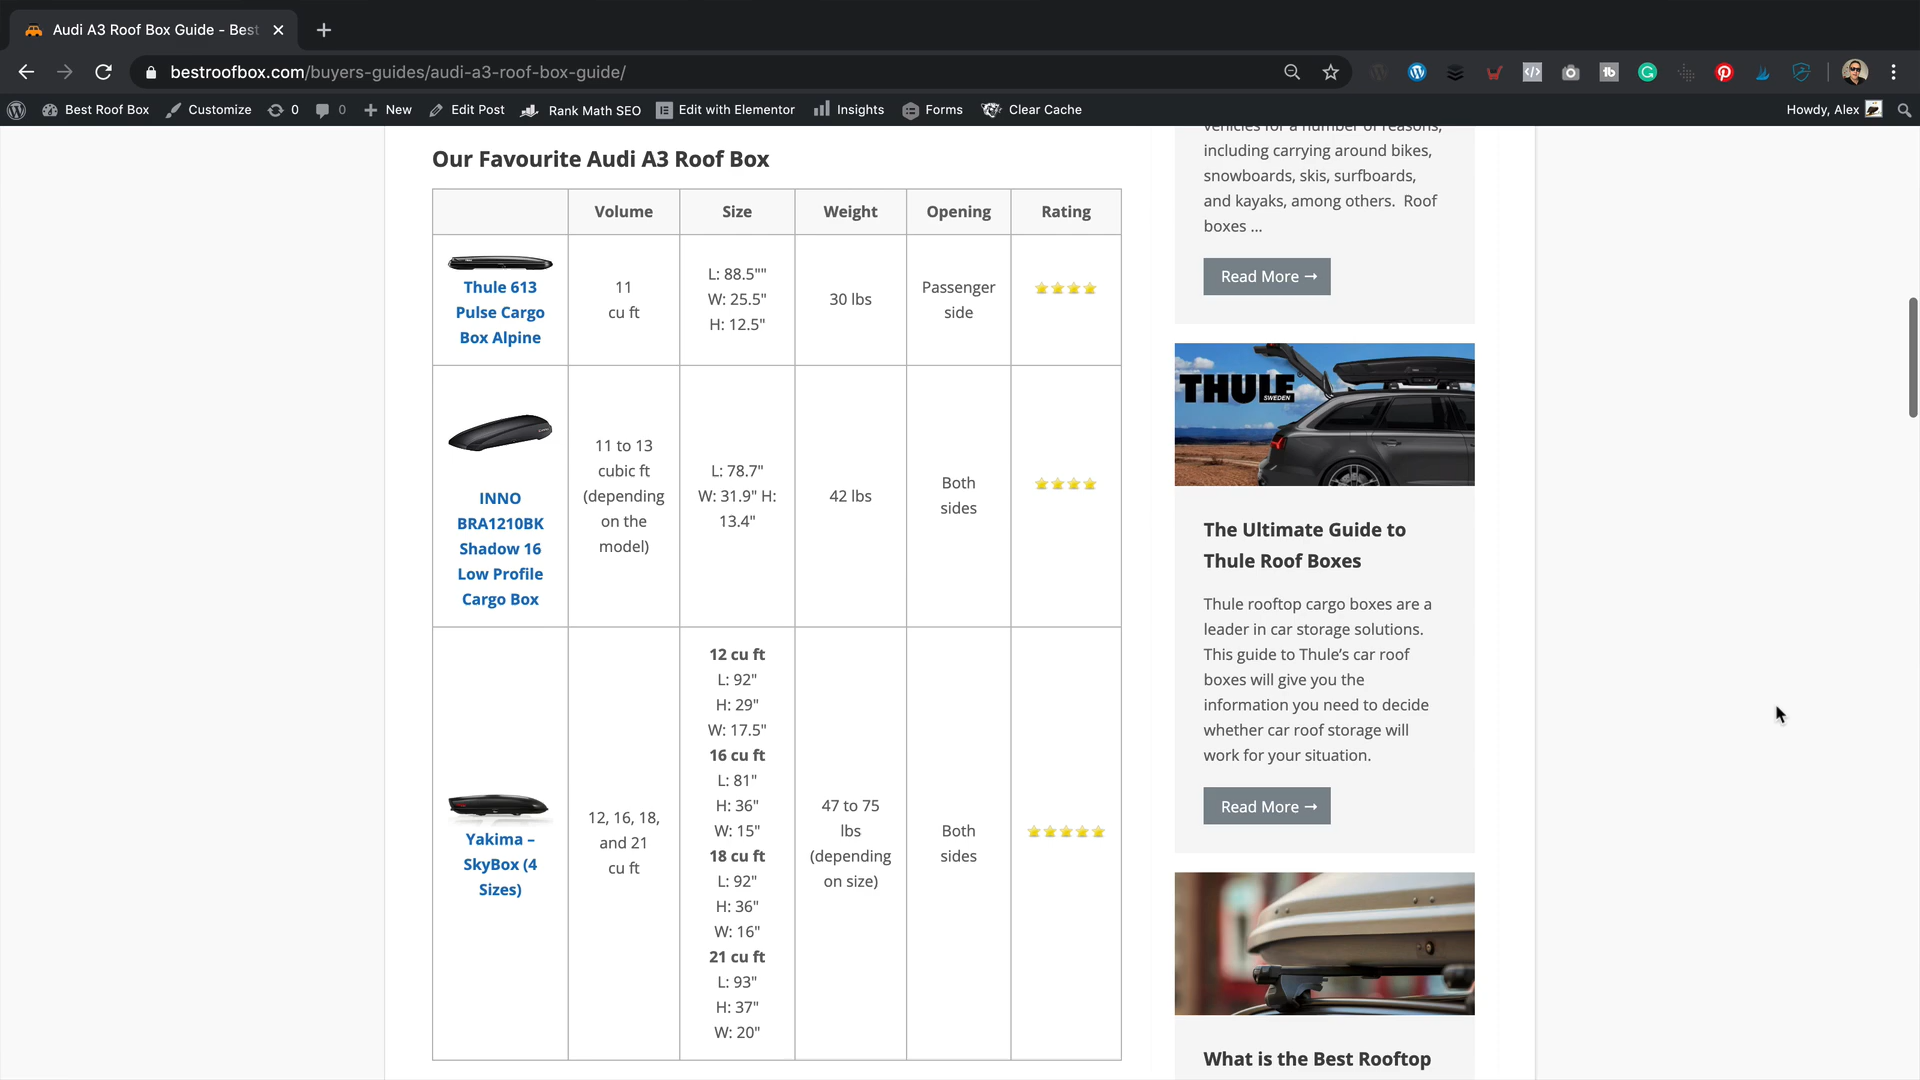 Audi A3 Roof Box Guide - Best
bestroofbox.com/buyers-guides/audi-a3-roof-box-guide/
Best Roof Box Customize 0 0 New Edit Post Rank Math SEO Edit with Elementor Insights Forms Clear Cache Howdy, Alex
Our Favourite Audi A3 Roof Box
Volume Size Weight Opening Rating
Thule 613
Pulse Cargo
Box Alpine
11
cu ft
L: 88.5""
W: 25.5"
H: 12.5"
30 lbs
Passenger
side
INNO
BRA1210BK
Shadow 16
Low Profile
Cargo Box
11 to 13
cubic ft
(depending
on the
model)
L: 78.7"
W: 31.9" H:
13.4"
42 lbs
Both
sides
Yakima –
SkyBox (4
Sizes)
12, 16, 18,
and 21
cu ft
12 cu ft
L: 92"
H: 29"
W: 17.5"
16 cu ft
L: 81"
H: 36"
W: 15"
18 cu ft
L: 92"
H: 36"
W: 16"
21 cu ft
L: 93"
H: 37"
W: 20"
47 to 75
lbs
(depending
on size)
Both
sides
vehicles for a number of reasons,
including carrying around bikes,
snowboards, skis, surfboards,
and kayaks, among others. Roof
boxes ...
Read More →
THULE
SWEDEN
The Ultimate Guide to
Thule Roof Boxes
Thule rooftop cargo boxes are a
leader in car storage solutions.
This guide to Thule’s car roof
boxes will give you the
information you need to decide
whether car roof storage will
work for your situation.
Read More →
What is the Best Rooftop